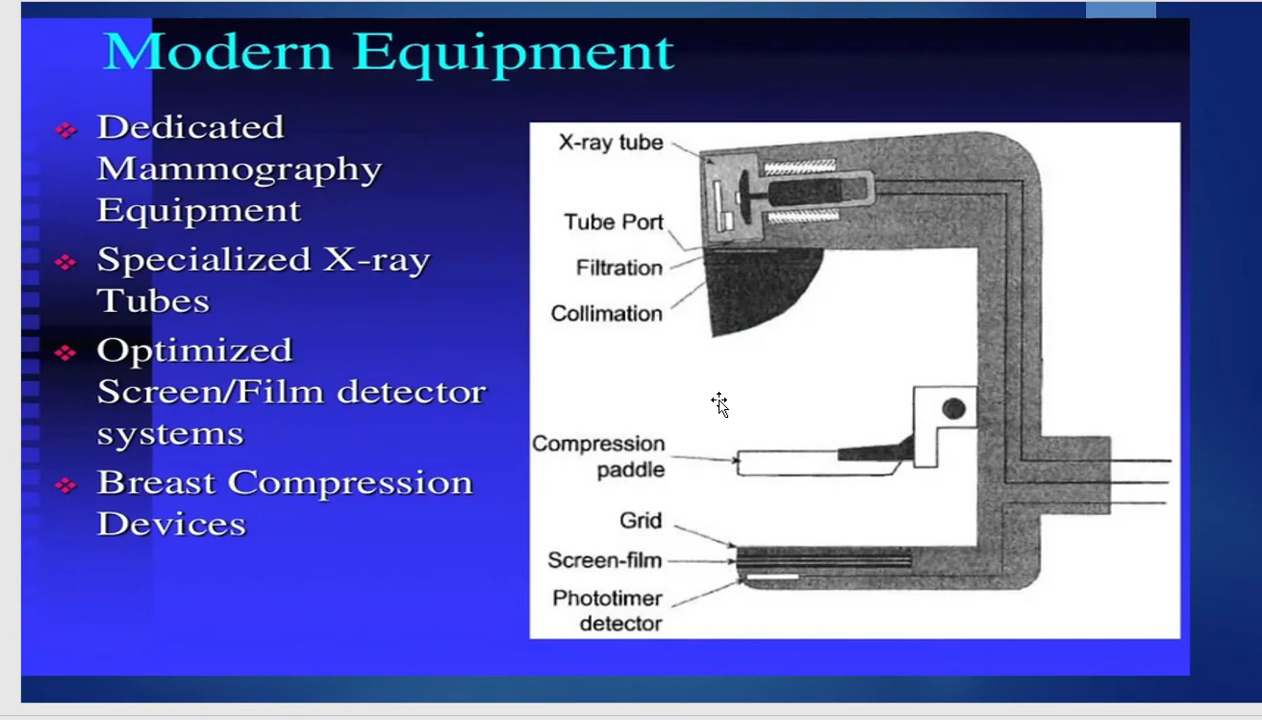 Modern Equipment
Dedicated
Mammography
Equipment
Specialized X-ray
Tubes
Optimized
Screen/Film detector
systems
Breast Compression
Devices
X-ray tube
Tube Port
Filtration
Collimation
Compression
paddle
Grid
Screen-film
Phototimer
detector